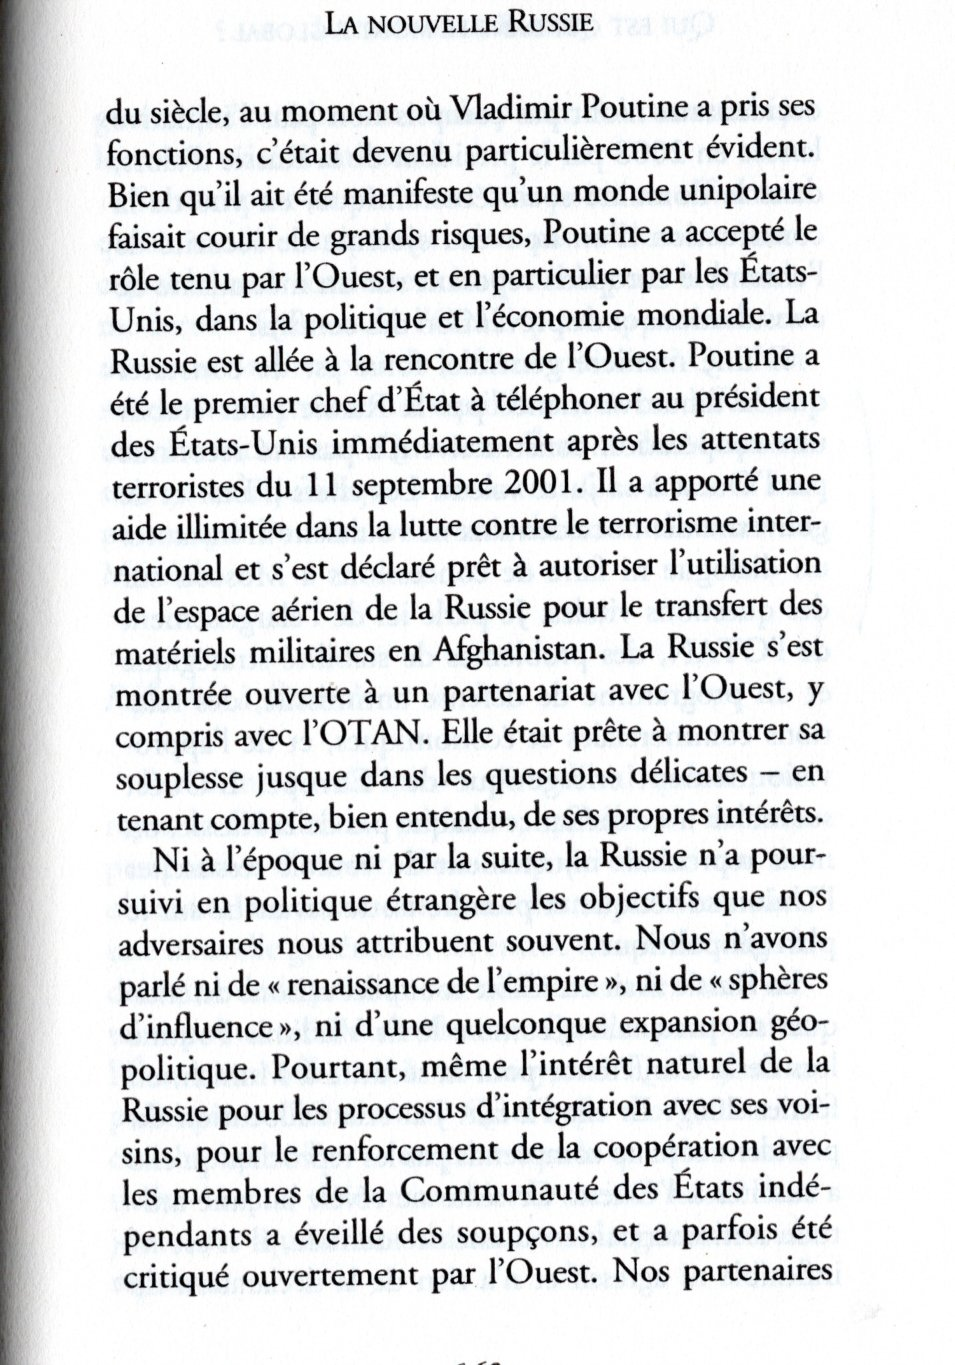 LA NOUVELLE RUSSIE
du siècle, au moment où Vladimir Poutine a pris ses
fonctions, c’était devenu particulièrement évident.
Bien qu’il ait été manifeste qu’un monde unipolaire
faisait courir de grands risques, Poutine a accepté le
rôle tenu par l’Ouest, et en particulier par les États-
Unis, dans la politique et l’économie mondiale. La
Russie est allée à la rencontre de l’Ouest. Poutine a
été le premier chef d’État à téléphoner au président
des États-Unis immédiatement après les attentats
terroristes du 11 septembre 2001. Il a apporté une
aide illimitée dans la lutte contre le terrorisme inter-
national et s’est déclaré prêt à autoriser l’utilisation
de l’espace aérien de la Russie pour le transfert des
matériels militaires en Afghanistan. La Russie s’est
montrée ouverte à un partenariat avec l’Ouest, y
compris avec l’OTAN. Elle était prête à montrer sa
souplesse jusque dans les questions délicates – en
tenant compte, bien entendu, de ses propres intérêts.
Ni à l’époque ni par la suite, la Russie n’a pour-
suivi en politique étrangère les objectifs que nos
adversaires nous attribuent souvent. Nous n’avons
parlé ni de « renaissance de l’empire », ni de « sphères
d’influence », ni d’une quelconque expansion géo-
politique. Pourtant, même l’intérêt naturel de la
Russie pour les processus d’intégration avec ses voi-
sins, pour le renforcement de la coopération avec
les membres de la Communauté des États indé-
pendants a éveillé des soupçons, et a parfois été
critiqué ouvertement par l’Ouest. Nos partenaires